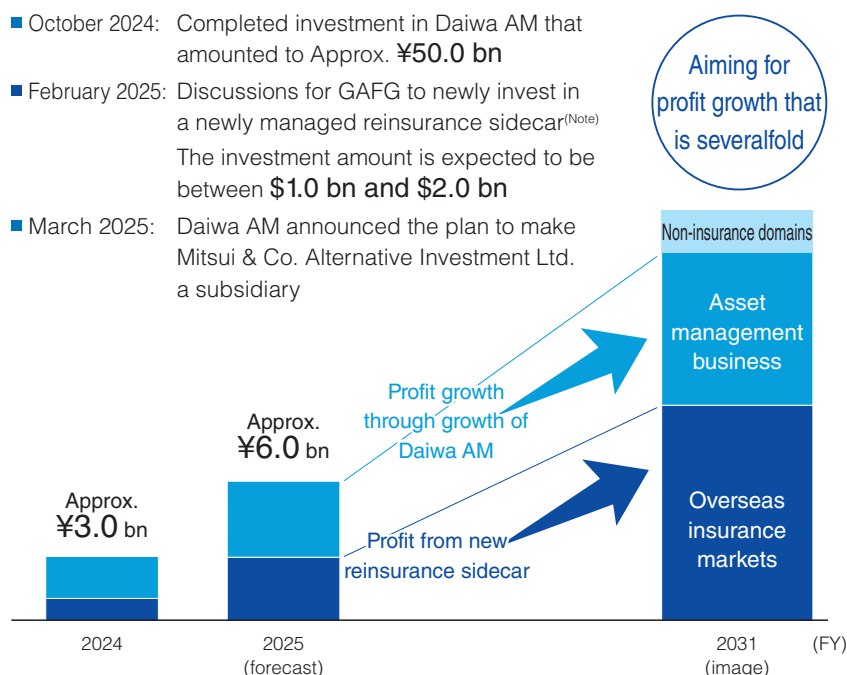 October 2024: Completed investment in Daiwa AM that
amounted to Approx. ¥50.0 bn
February 2025: Discussions for GAFG to newly invest in
a newly managed reinsurance sidecar(Note)
The investment amount is expected to be
between $1.0 bn and $2.0 bn
March 2025: Daiwa AM announced the plan to make
Mitsui & Co. Alternative Investment Ltd.
a subsidiary
Aiming for
profit growth that
is severalfold
Non-insurance domains
Asset
management
business
Profit growth
through growth of
Daiwa AM
Approx.
¥6.0 bn
Approx.
¥3.0 bn
Overseas
insurance
markets
Profit from new
reinsurance sidecar
2024
2025
(forecast)
2031
(image)
(FY)